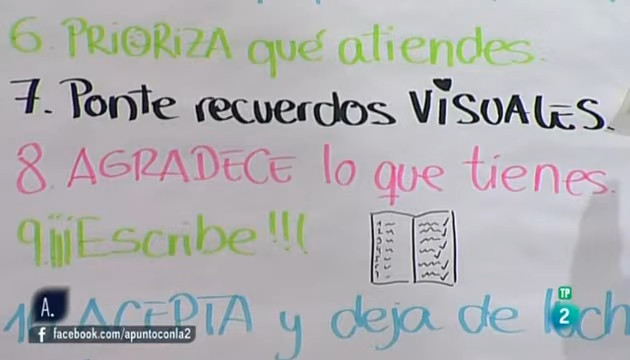 6. PRiORiZA qué atiendes.
7. Ponte recuerdos ViSUALES.
8. AGRADECE lo que tienes.
9. ¡¡¡Escribe!!!
ACEPTA y deja de
A.
facebook.com/apuntoconla2
TP
2